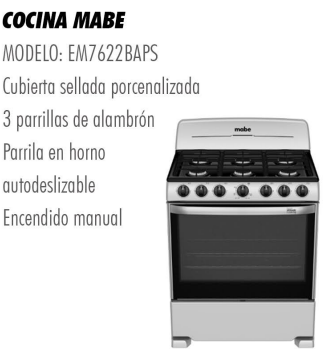 COCINA MABE
MODELO: EM7622BAPS
Cubierta sellada porcenalizada
3 parrillas de alambrón
Parrila en horno
autodeslizable
Encendido manual
mabe